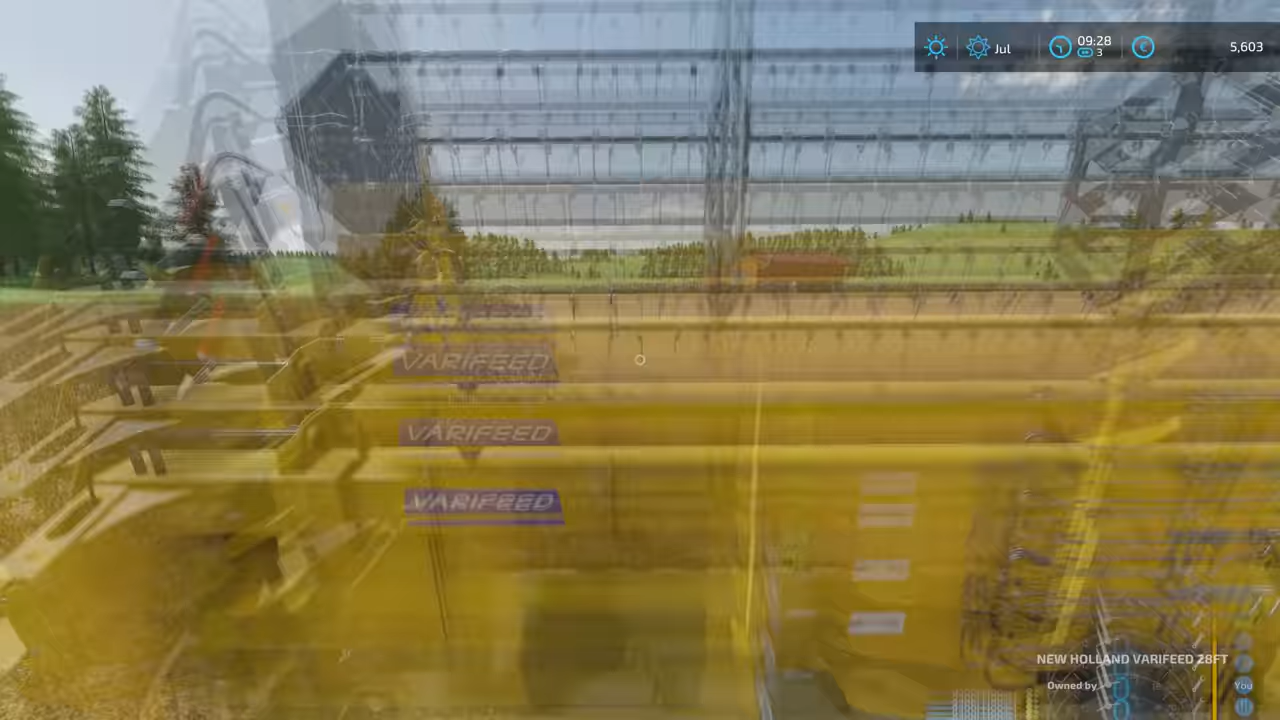 Jul
09:28
3
5,603
VARIFEED
VARIFEED
VARIFEED
NEW HOLLAND VARIFEED 28FT
Owned by
You